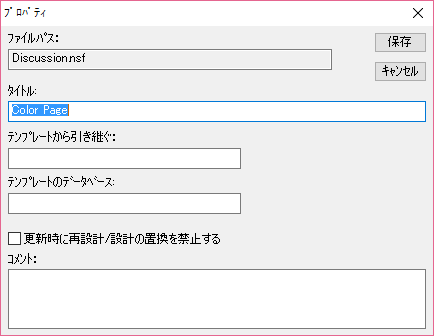 ﾌﾟﾛﾊﾟﾃｨ
ﾌｧｲﾙﾊﾟｽ:
Discussion.nsf
保存
ｷｬﾝｾﾙ
ﾀｲﾄﾙ:
Color Page
ﾃﾝﾌﾟﾚｰﾄから引き継ぐ:
ﾃﾝﾌﾟﾚｰﾄのﾃﾞｰﾀﾍﾞｰｽ:
更新時に再設計/設計の置換を禁止する
ｺﾒﾝﾄ: